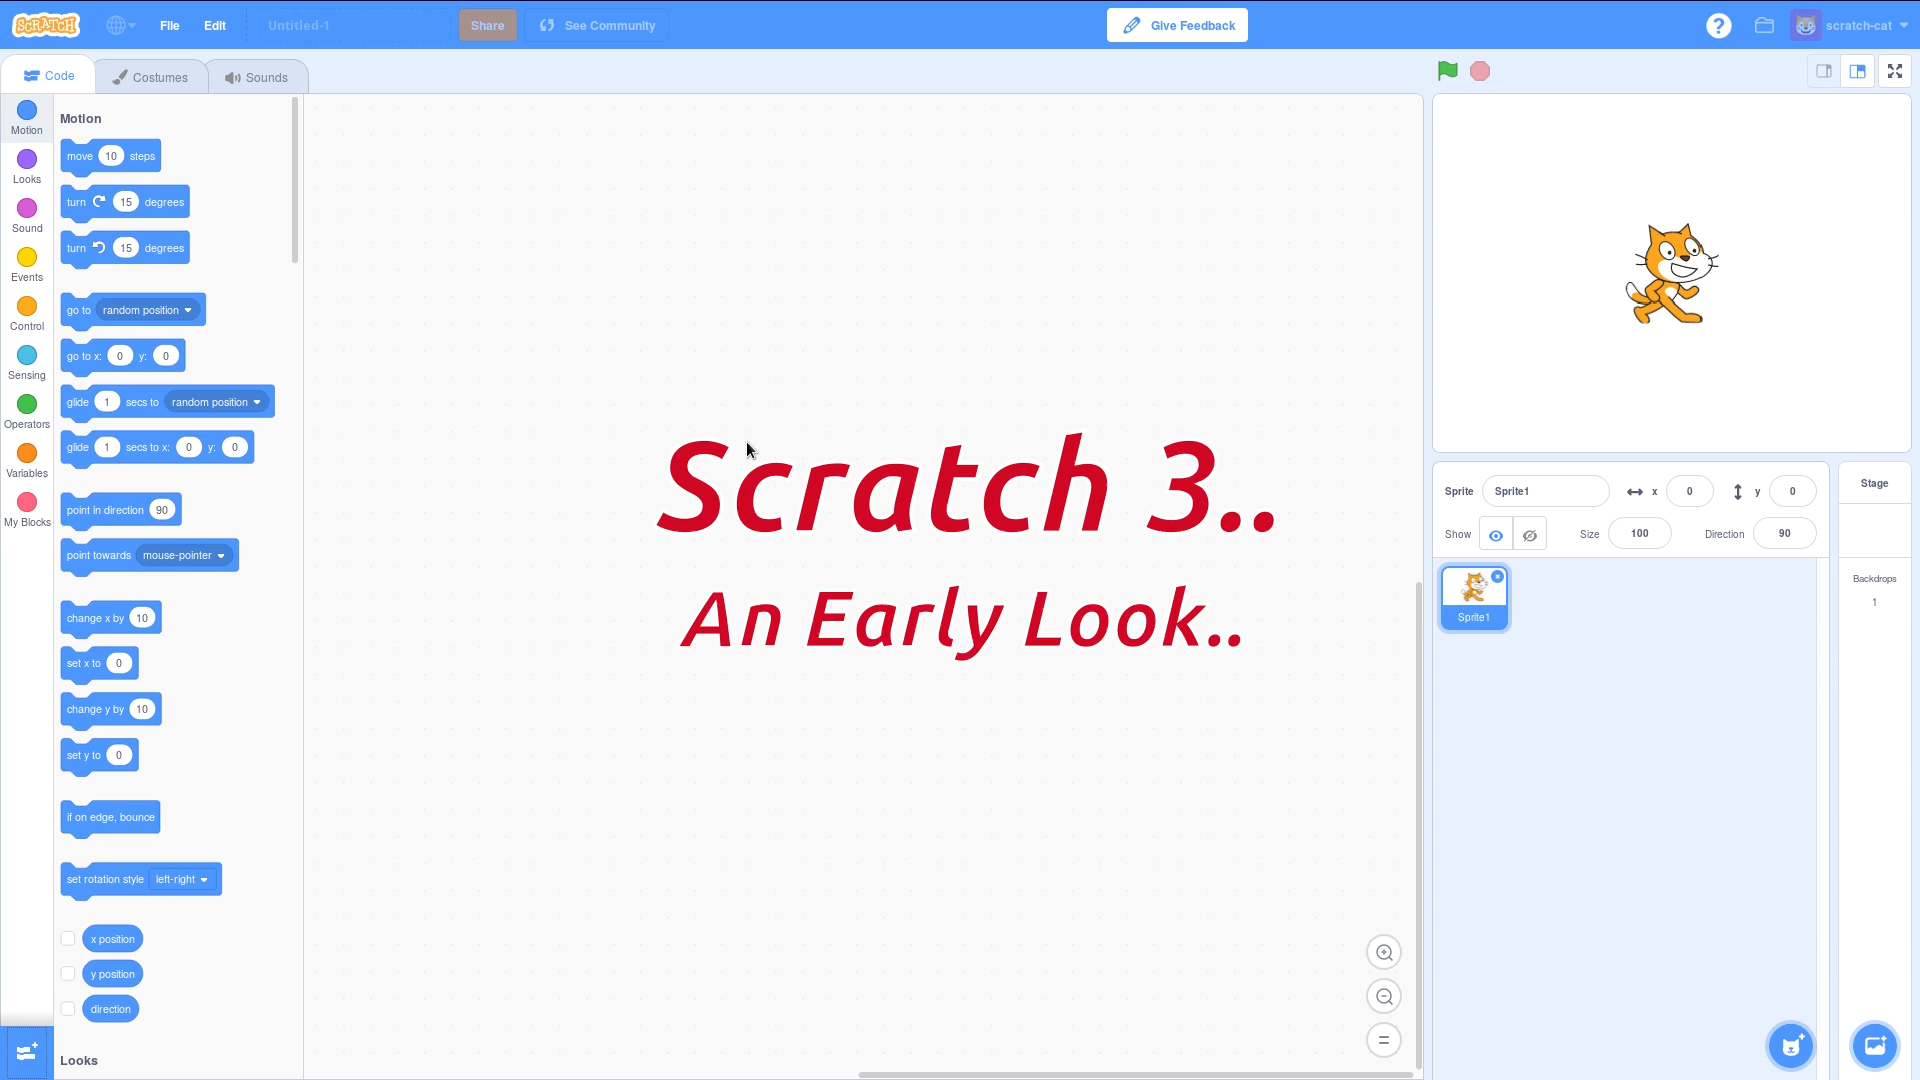 SCRATCH File Edit Untitled-1 Share See Community Give Feedback ? scratch-cat
Code Costumes Sounds
Motion
Looks
Sound
Events
Control
Sensing
Operators
Variables
My Blocks
Motion
move 10 steps
turn 15 degrees
turn 15 degrees
go to random position
go to x: 0 y: 0
glide 1 secs to random position
glide 1 secs to x: 0 y: 0
point in direction 90
point towards mouse-pointer
change x by 10
set x to 0
change y by 10
set y to 0
if on edge, bounce
set rotation style left-right
x position
y position
direction
Looks
Scratch 3..
An Early Look..
Sprite Sprite1 x 0 y 0
Show Size 100 Direction 90
Sprite1
Stage
Backdrops
1